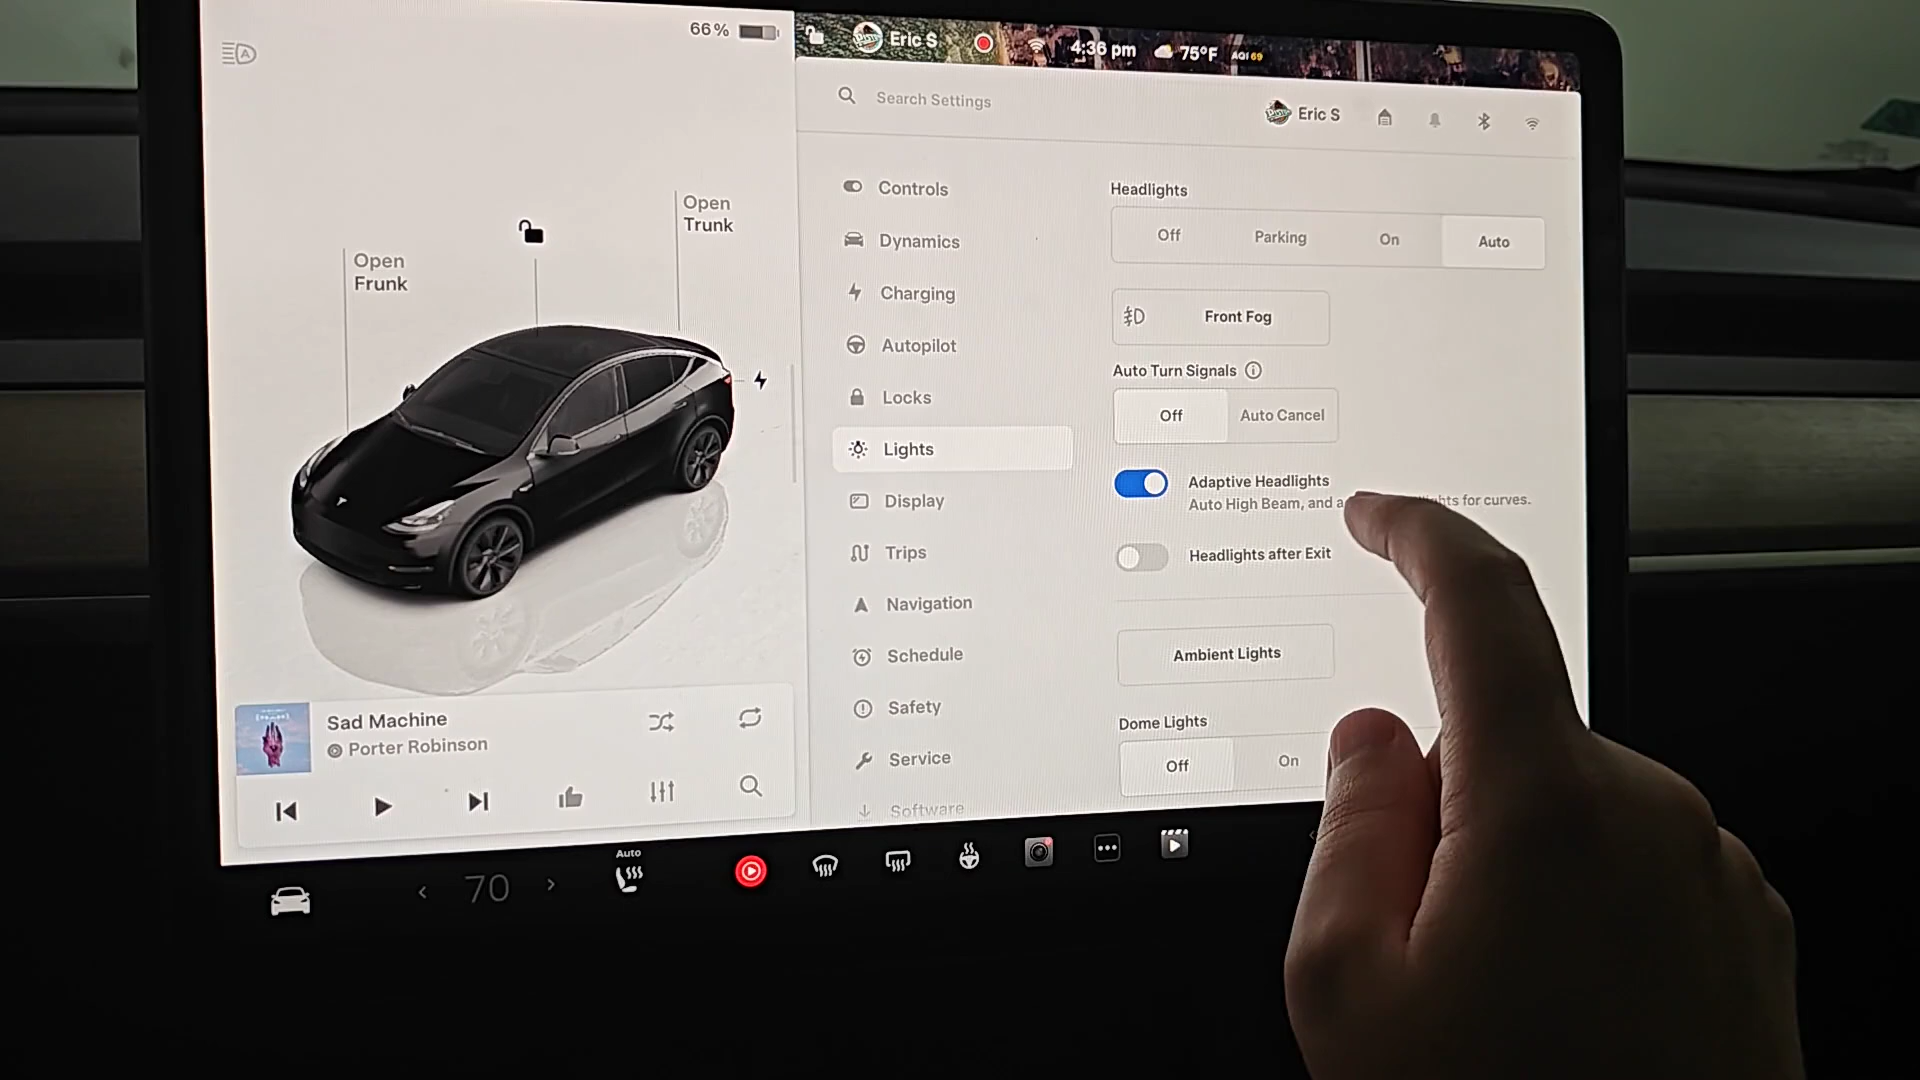 66%
Eric S
4:36 pm
75°F
AQI 69
Search Settings
Eric S
Open
Frunk
Open
Trunk
Controls
Dynamics
Charging
Autopilot
Locks
Lights
Display
Trips
Navigation
Schedule
Safety
Service
Software
Headlights
Off
Parking
On
Auto
Front Fog
Auto Turn Signals
Off
Auto Cancel
Adaptive Headlights
Auto High Beam, and for curves.
Headlights after Exit
Ambient Lights
Dome Lights
Off
On
Sad Machine
Porter Robinson
70
Auto